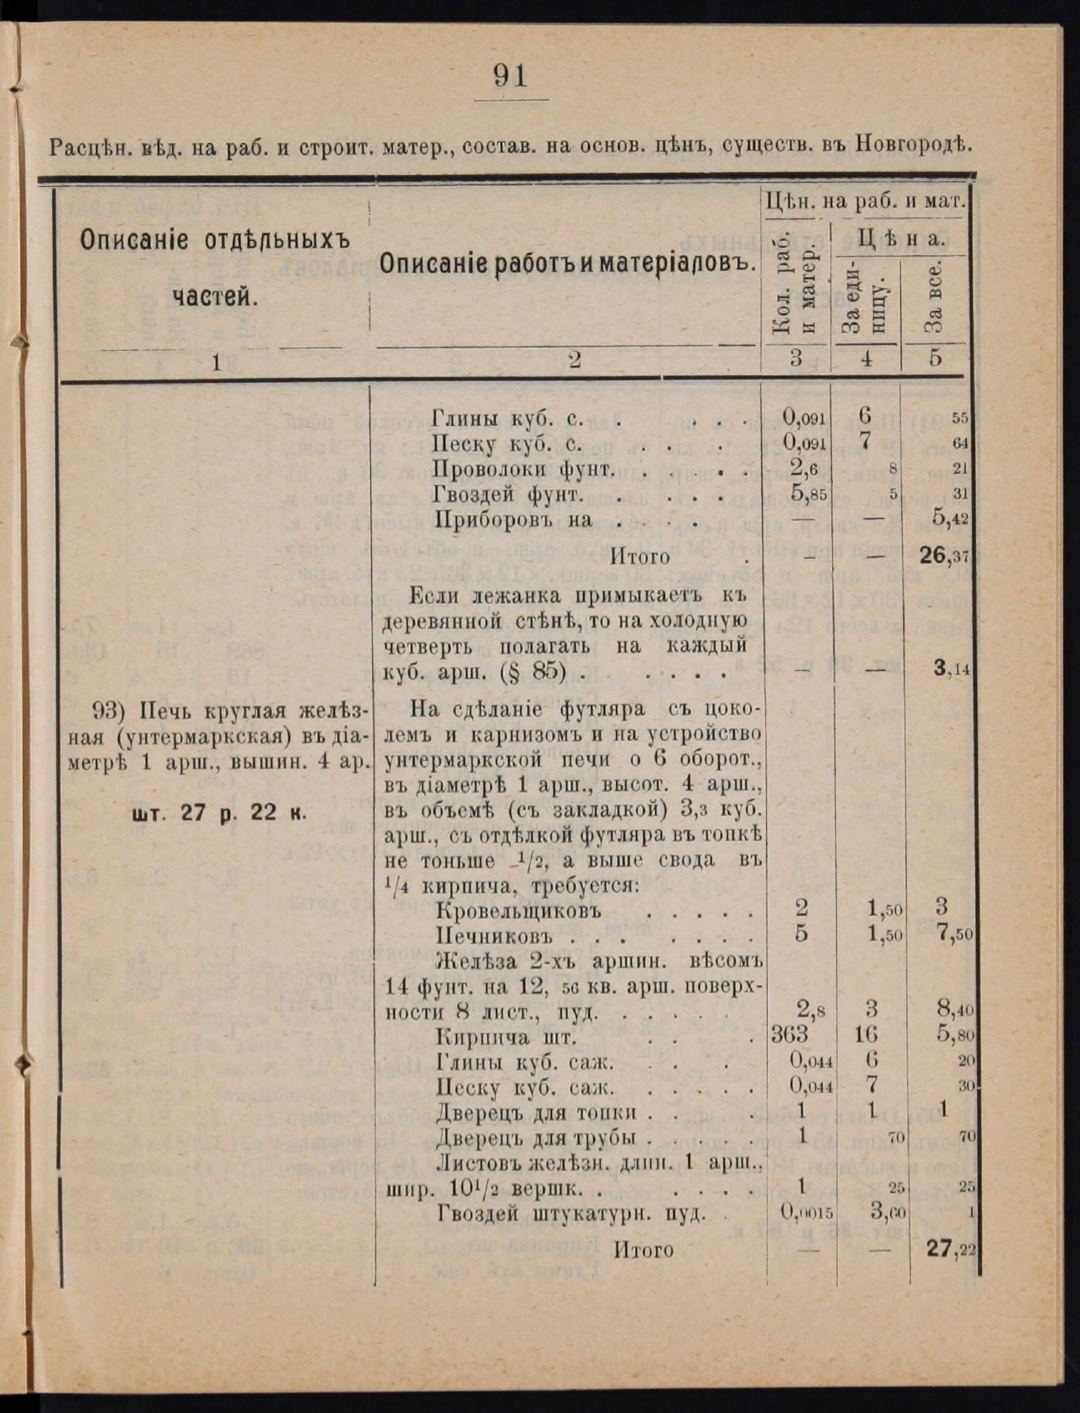 91
Расцѣн. вѣд. на раб. и строит. матер., состав. на основ. цѣнъ, существ. въ Новгородѣ.
Описаніе отдѣльныхъ частей.
Описаніе работъ и матеріаловъ.
Цѣн. на раб. и мат.
Кол. раб. и матер.
Цѣна.
За единицу.
За все.
1 2 3 4 5
Глины куб. с. . . . . 0,091 6 55
Песку куб. с. . . . 0,091 7 64
Проволоки фунт. . . . . . 2,6 8 21
Гвоздей фунт. . . . . . 5,85 5 31
Приборовъ на . . . . — — 5,42
Итого . — — 26,37
Если лежанка примыкаетъ къ
деревянной стѣнѣ, то на холодную
четверть полагать на каждый
куб. арш. (§ 85) . . . . . — — 3,14
93) Печь круглая желѣз-
ная (унтермаркская) въ діа-
метрѣ 1 арш., вышин. 4 ар.
шт. 27 р. 22 к.
На сдѣланіе футляра съ цоко-
лемъ и карнизомъ и на устройство
унтермаркской печи о 6 оборот.,
въ діаметрѣ 1 арш., высот. 4 арш.,
въ объемѣ (съ закладкой) 3,3 куб.
арш., съ отдѣлкой футляра въ топкѣ
не тоньше 1/2, а выше свода въ
1/4 кирпича, требуется:
Кровельщиковъ . . . . . 2 1,50 3
Печниковъ . . . . . . . 5 1,50 7,50
Желѣза 2-хъ аршин. вѣсомъ
14 фунт. на 12, 56 кв. арш. поверх-
ности 8 лист., пуд. . . . . . 2,8 3 8,40
Кирпича шт. . . . 363 16 5,80
Глины куб. саж. . . . 0,044 6 20
Песку куб. саж. . . . . . 0,044 7 30
Дверецъ для топки . . . 1 1 1
Дверецъ для трубы . . . . . 1 70 70
Листовъ желѣзн. длин. 1 арш.,
шир. 10 1/2 вершк. . . . . . 1 25 25
Гвоздей штукатурн. пуд. . 0,0015 3,60 1
Итого — — 27,22